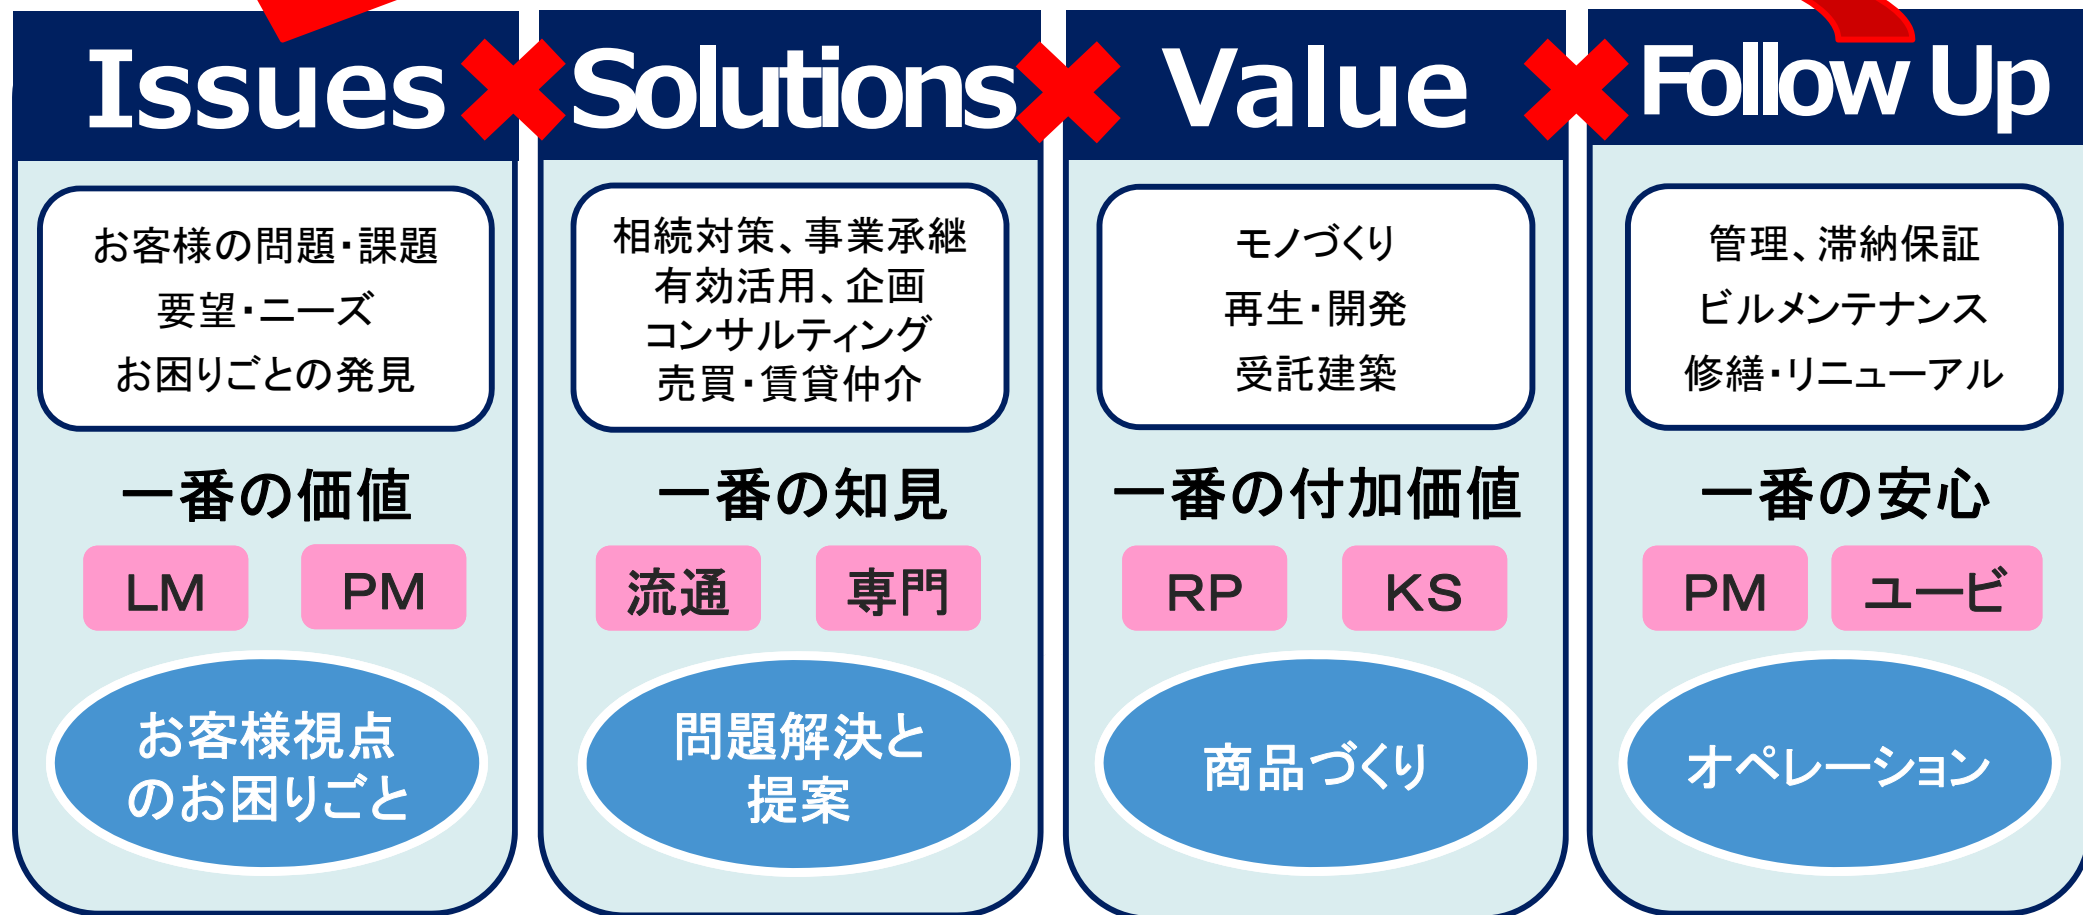 Issues
お客様の問題・課題
要望・ニーズ
お困りごとの発見
一番の価値
LM
PM
お客様視点
のお困りごと
Solutions
相続対策、事業承継
有効活用、企画
コンサルティング
売買・賃貸仲介
一番の知見
流通
専門
問題解決と
提案
Value
モノづくり
再生・開発
受託建築
一番の付加価値
RP
KS
商品づくり
Follow Up
管理、滞納保証
ビルメンテナンス
修繕・リニューアル
一番の安心
PM
ユービ
オペレーション